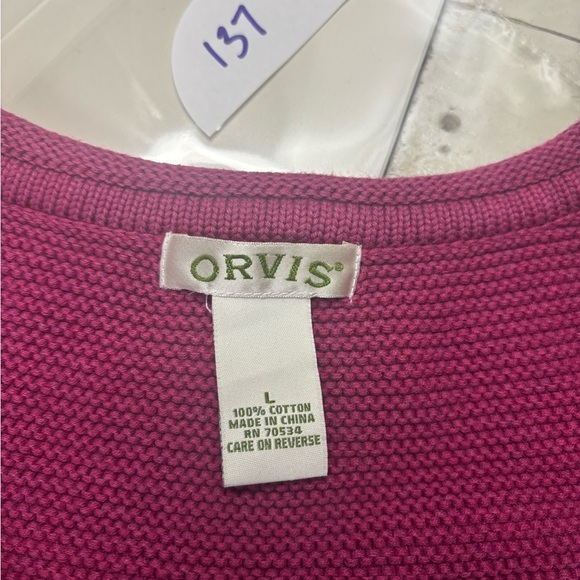 137
ORVIS®
L
100% COTTON
MADE IN CHINA
RN 70534
CARE ON REVERSE